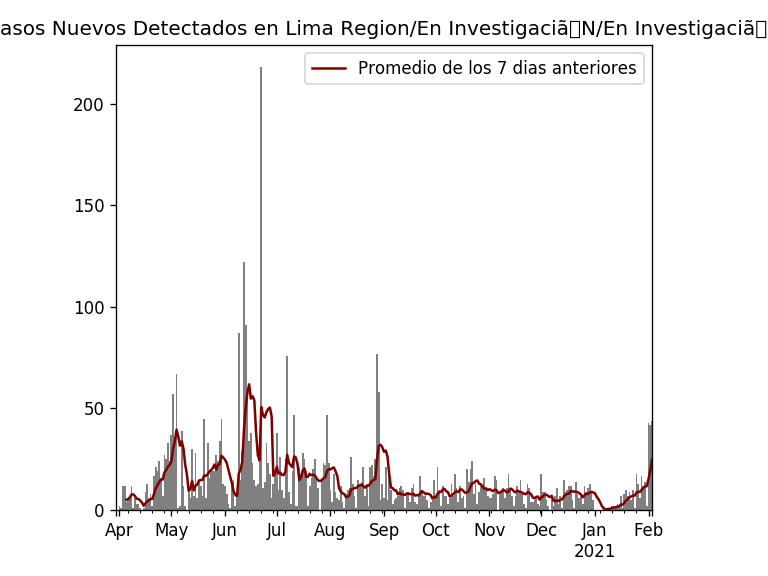 asos Nuevos Detectados en Lima Region/En Investigaciã▯N/En Investigaciã▯
Promedio de los 7 dias anteriores
200
150
100
50
0
Apr May Jun Jul Aug Sep Oct Nov Dec Jan Feb
2021